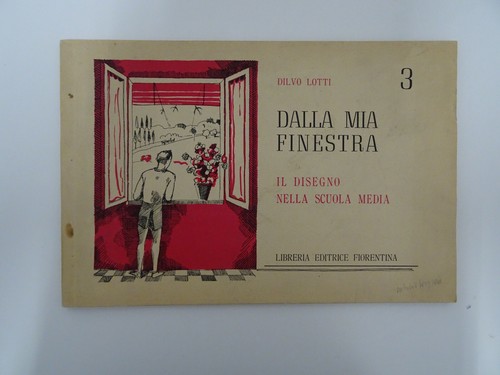 DILVO LOTTI
3
DALLA MIA
FINESTRA
IL DISEGNO
NELLA SCUOLA MEDIA
LIBRERIA EDITRICE FIORENTINA